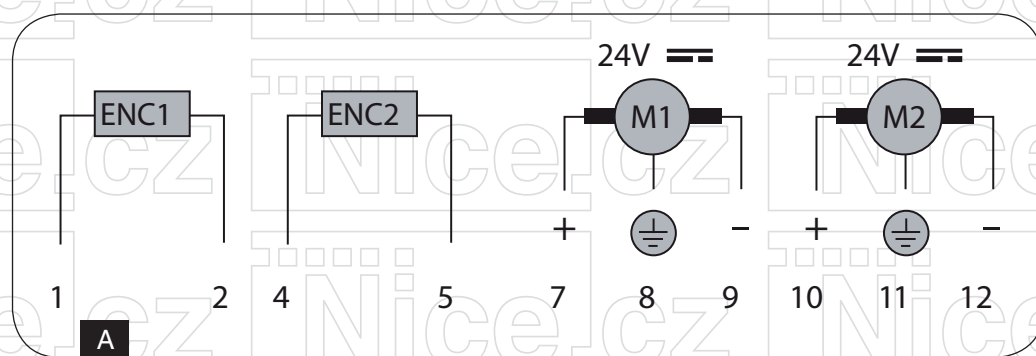 24V 24V
ENC1 ENC2 M1 M2
+ – + –
1 2 4 5 7 8 9 10 11 12
A
Nice.cz